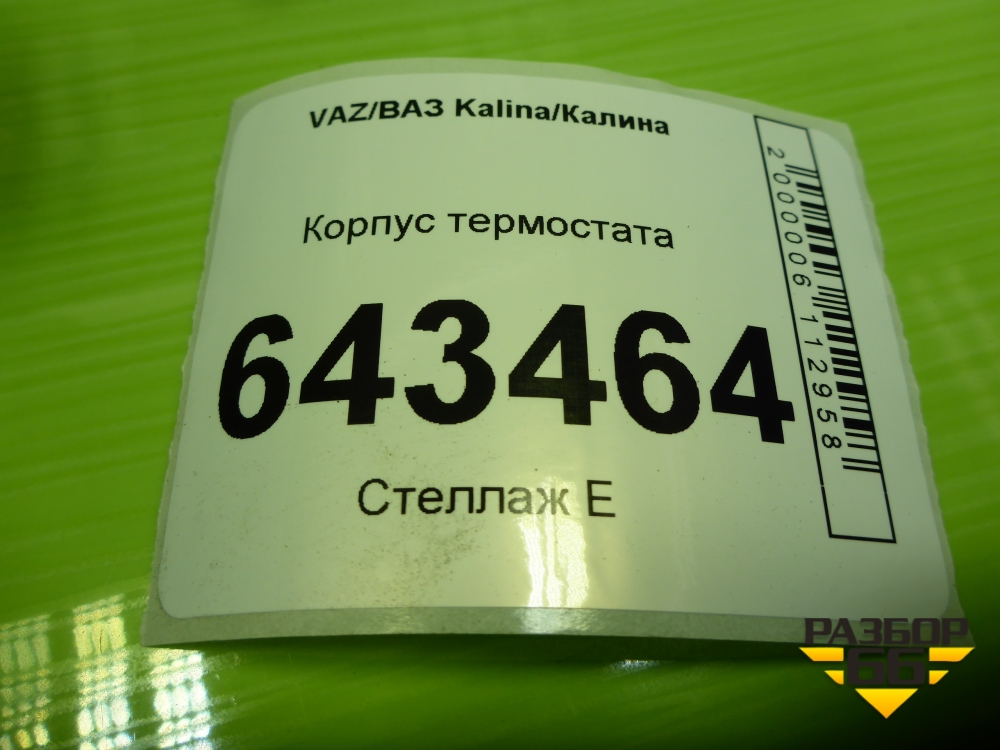 VAZ/ВАЗ Kalina/Калина
Корпус термостата
643464
Стеллаж Е
2000006112958
РАЗБОР
66